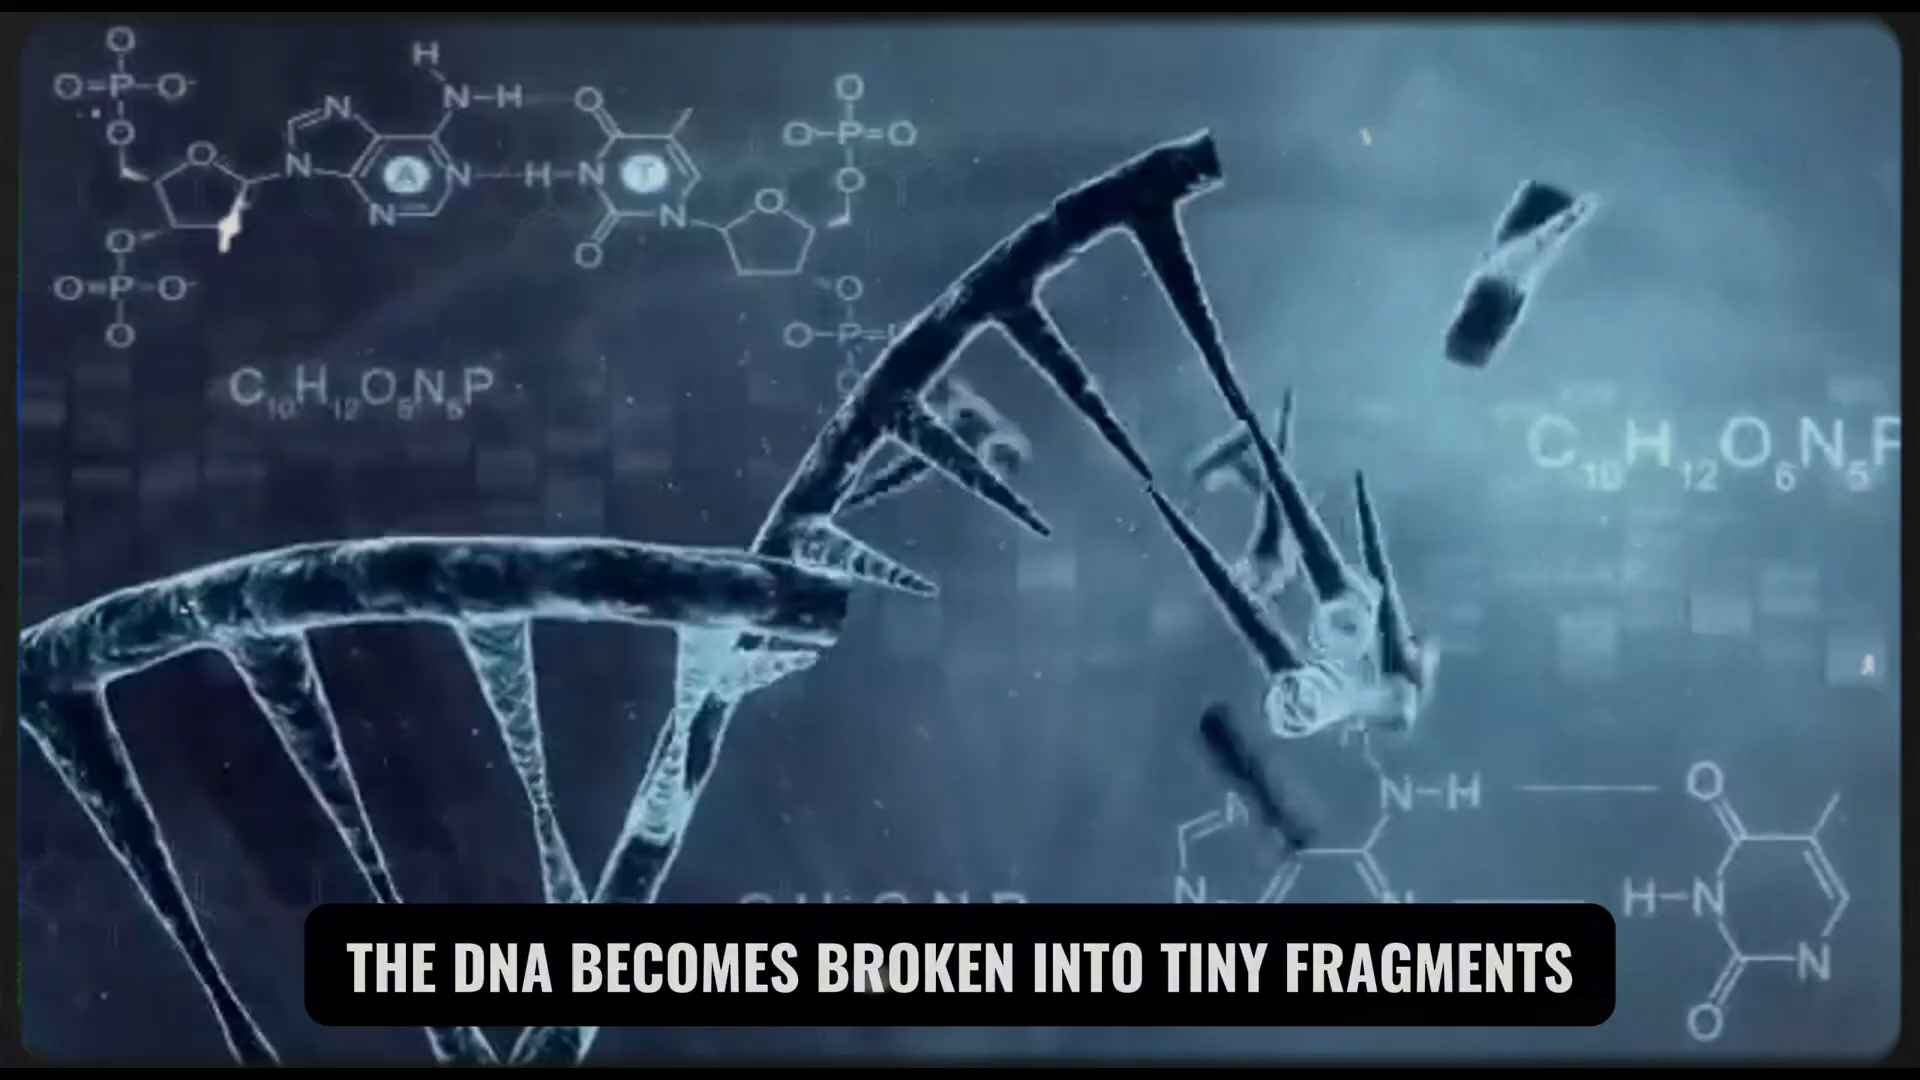 H
O
N-H
O
O
O=P-O-
N
O-P=O
O
O
A
N
H-N
T
O
N
N
N
O
O
O
O
O=P-O-
O
O-P=
C10H12O5N5P
C10H12O6N5P
N-H
O
N
N
H-N
N
O
THE DNA BECOMES BROKEN INTO TINY FRAGMENTS